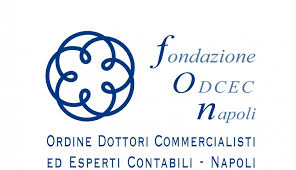 fondazione
ODCEC
napoli
ORDINE DOTTORI COMMERCIALISTI
ED ESPERTI CONTABILI - NAPOLI